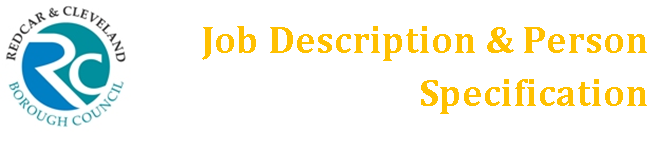 REDCAR & CLEVELAND
RC
BOROUGH COUNCIL
Job Description & Person
Specification